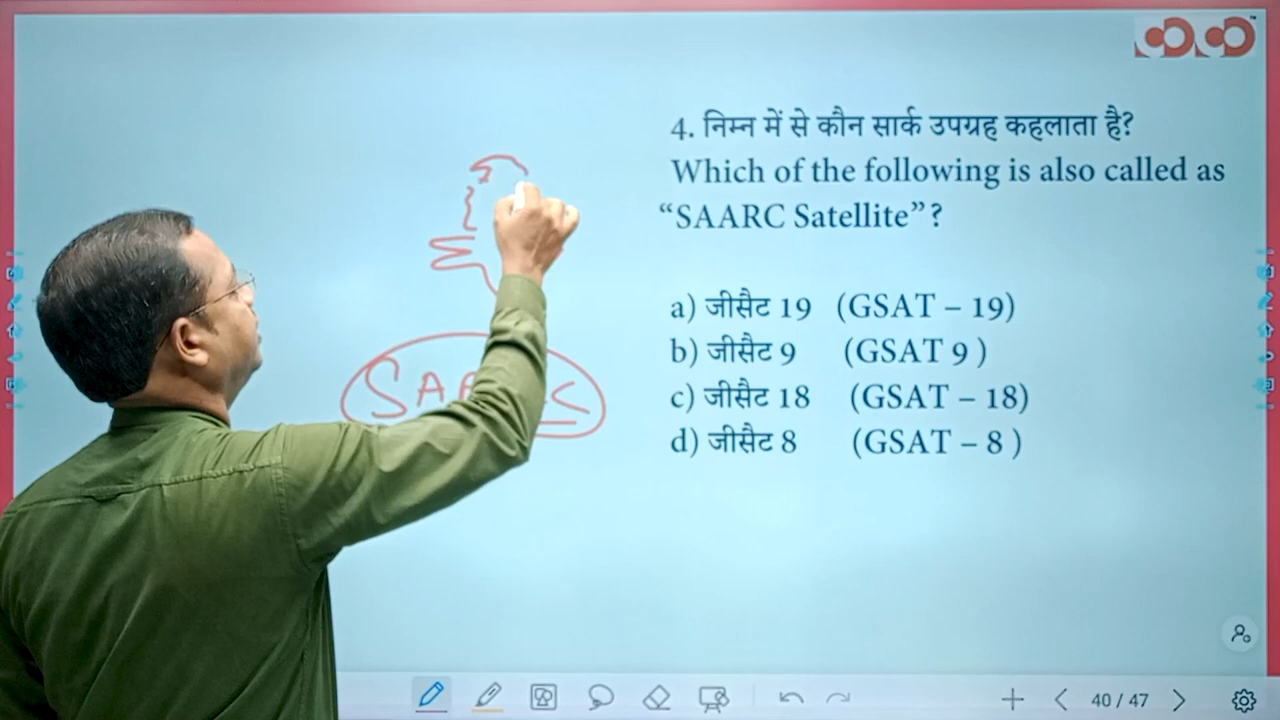 4. निम्न में से कौन सार्क उपग्रह कहलाता है?
Which of the following is also called as
“SAARC Satellite”?
a) जीसैट 19 (GSAT – 19)
b) जीसैट 9 (GSAT 9 )
c) जीसैट 18 (GSAT – 18)
d) जीसैट 8 (GSAT – 8 )
40 / 47